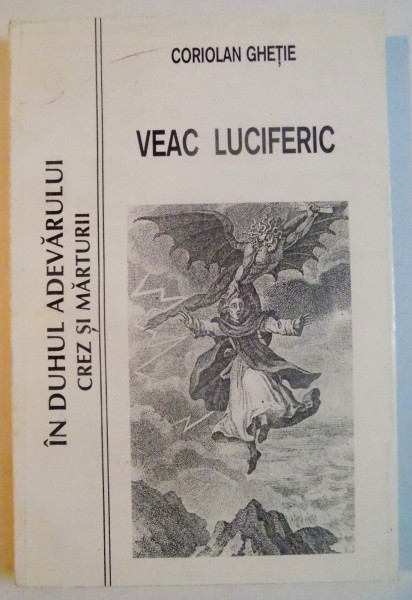 CORIOLAN GHEȚIE
VEAC LUCIFERIC
ÎN DUHUL ADEVĂRULUI
CREZ ȘI MĂRTURII